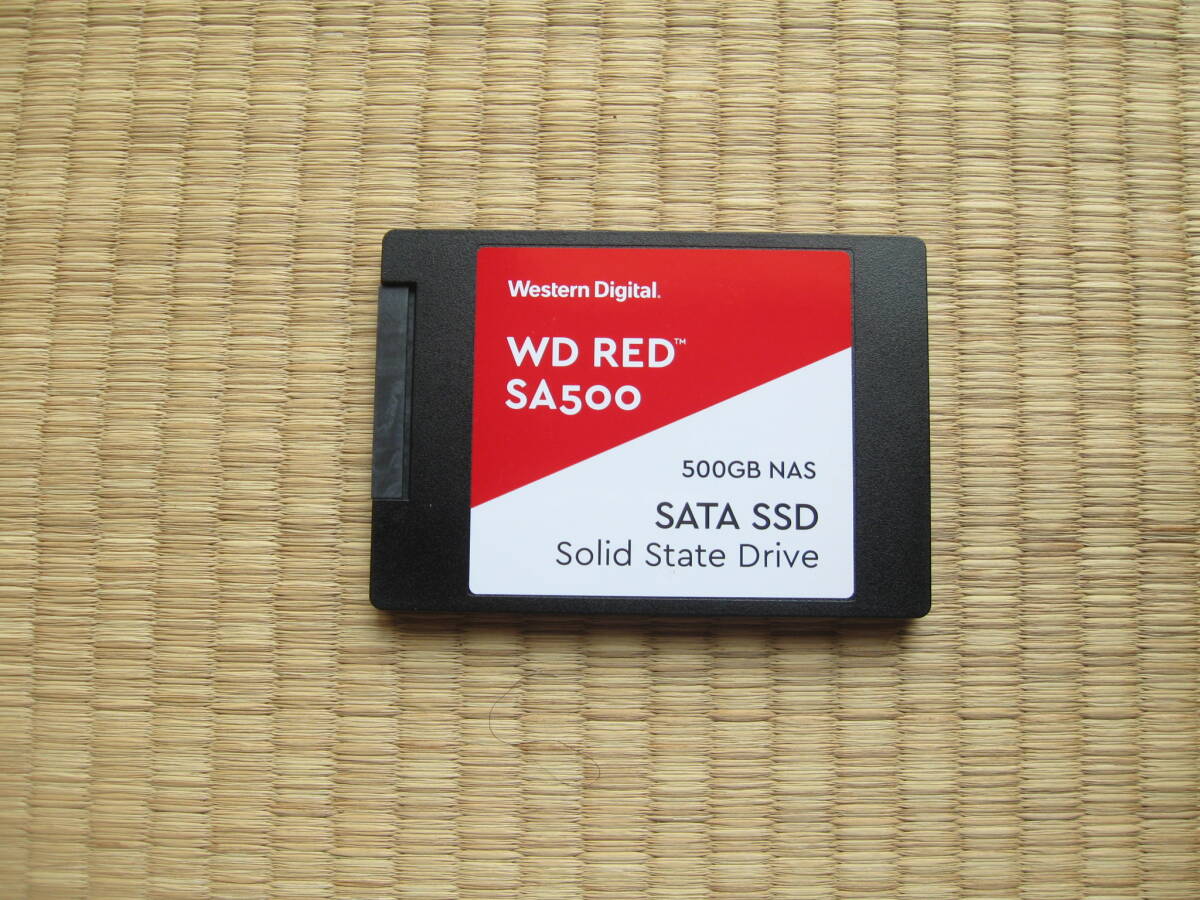 Western Digital.
WD RED™
SA500
500GB NAS
SATA SSD
Solid State Drive